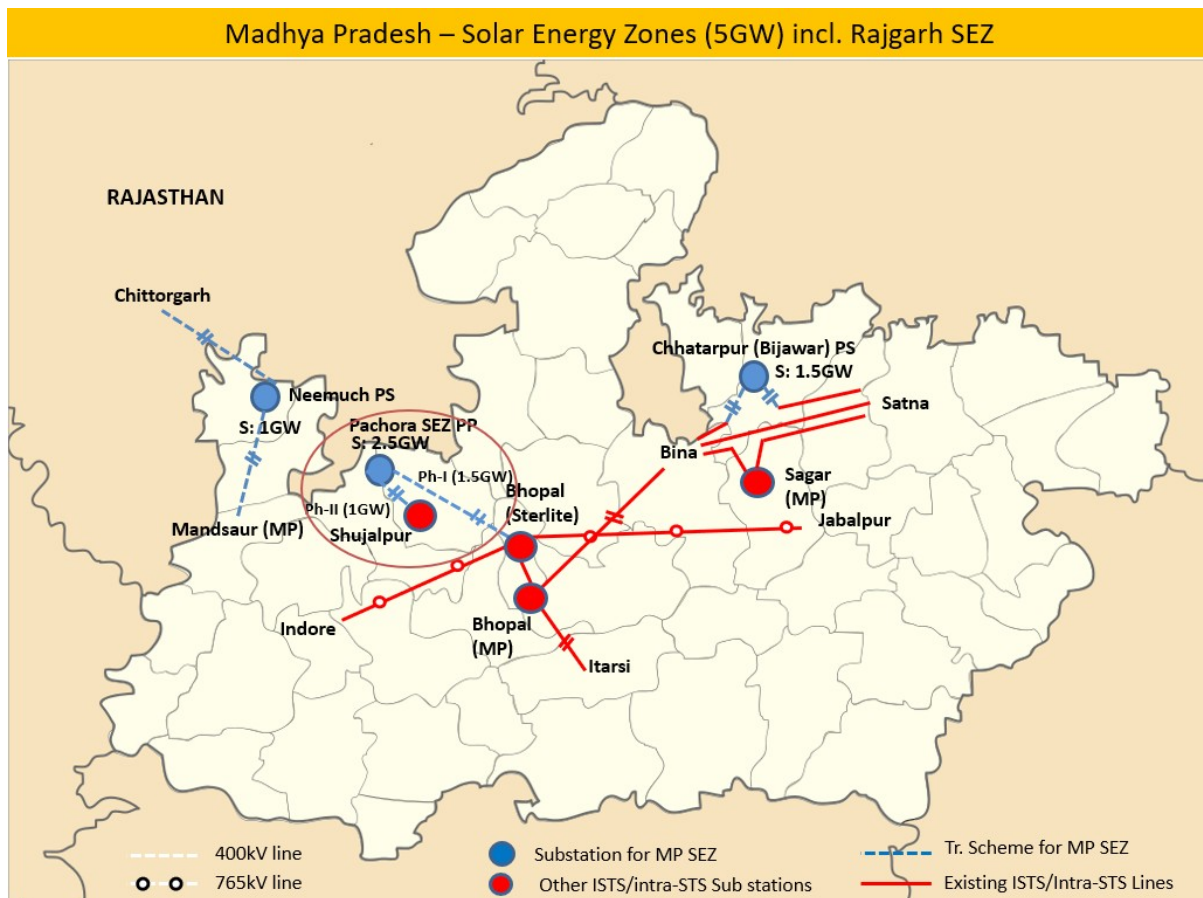 Madhya Pradesh – Solar Energy Zones (5GW) incl. Rajgarh SEZ
RAJASTHAN
Chittorgarh
Neemuch PS
S: 1GW
Mandsaur (MP)
Pachora SEZ PP
S: 2.5GW
Ph-I (1.5GW)
Ph-II (1GW)
Shujalpur
Bhopal
(Sterlite)
Chhatarpur (Bijawar) PS
S: 1.5GW
Satna
Bina
Sagar
(MP)
Jabalpur
Indore
Bhopal
(MP)
Itarsi
400kV line
765kV line
Substation for MP SEZ
Other ISTS/intra-STS Sub stations
Tr. Scheme for MP SEZ
Existing ISTS/Intra-STS Lines